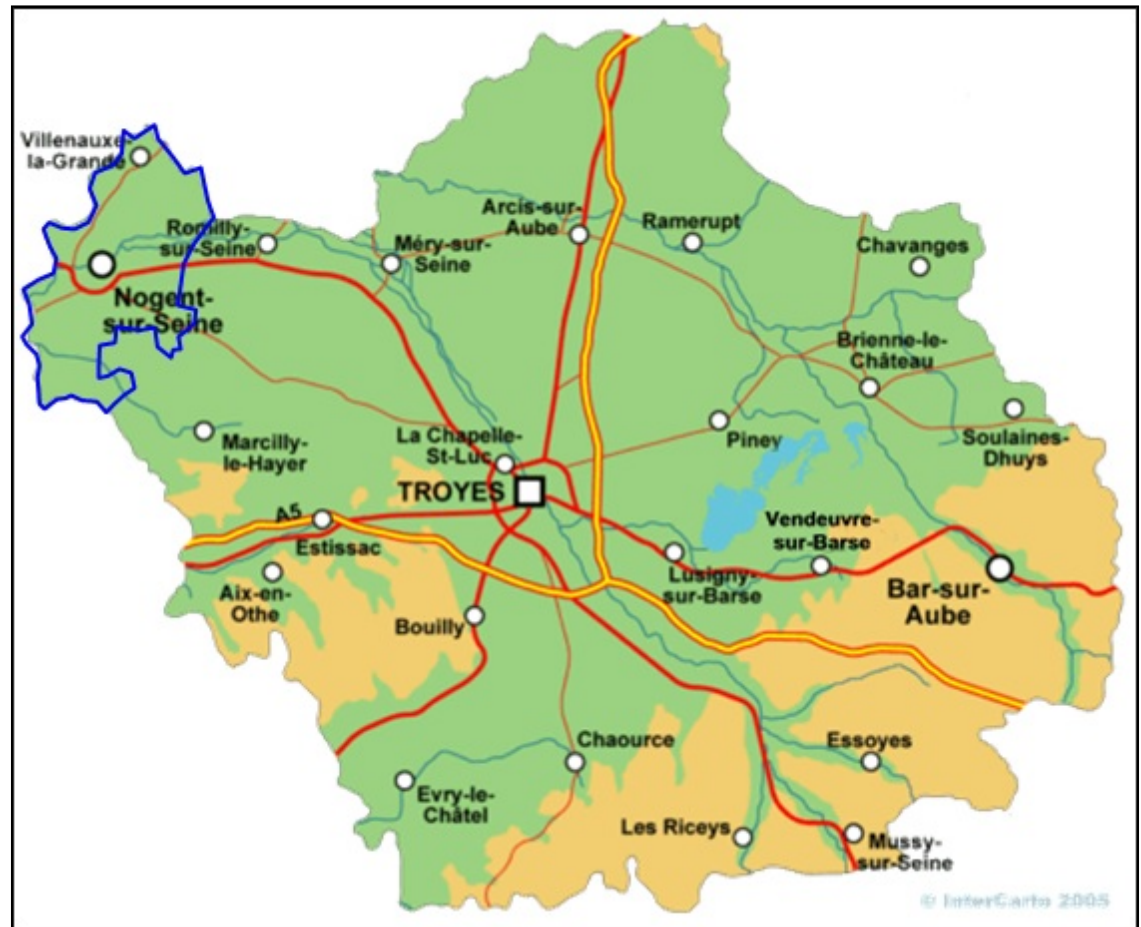 Villenauxe-
la-Grande
Romilly-
sur-Seine
Nogent-
sur-Seine
Méry-sur-
Seine
Arcis-sur-
Aube
Ramerupt
Chavanges
Brienne-le-
Château
Marcilly-
le-Hayer
La Chapelle-
St-Luc
TROYES
Piney
Soulaines-
Dhuys
A5
Estissac
Aix-en-
Othe
Bouilly
Lusigny-
sur-Barse
Vendeuvre-
sur-Barse
Bar-sur-
Aube
Chaource
Evry-le-
Châtel
Essoyes
Les Riceys
Mussy-
sur-Seine
© InterCarto 2005